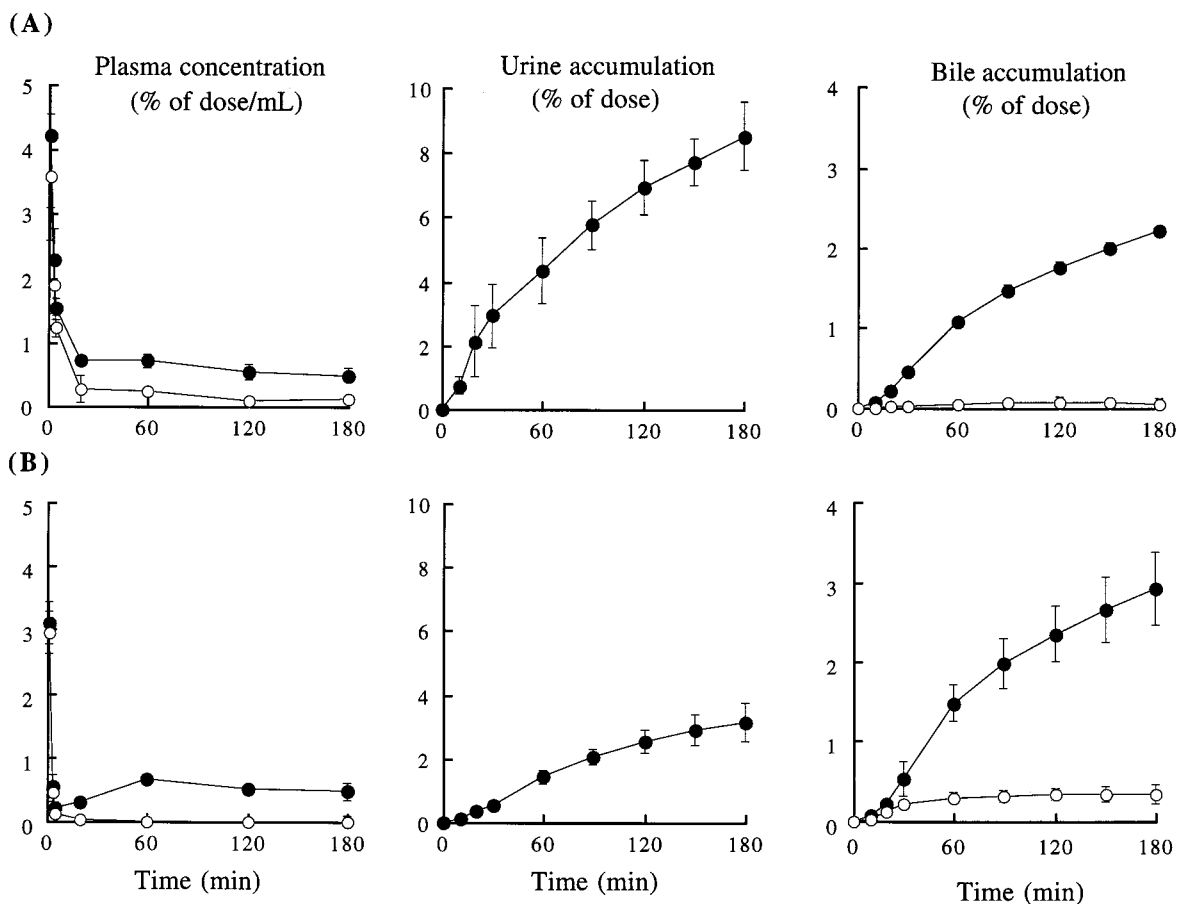 (A)
Plasma concentration
(% of dose/mL)
Urine accumulation
(% of dose)
Bile accumulation
(% of dose)
5
4
3
2
1
0
0 60 120 180
10
8
6
4
2
0
0 60 120 180
4
3
2
1
0
0 60 120 180
(B)
5
4
3
2
1
0
0 60 120 180
Time (min)
10
8
6
4
2
0
0 60 120 180
Time (min)
4
3
2
1
0
0 60 120 180
Time (min)